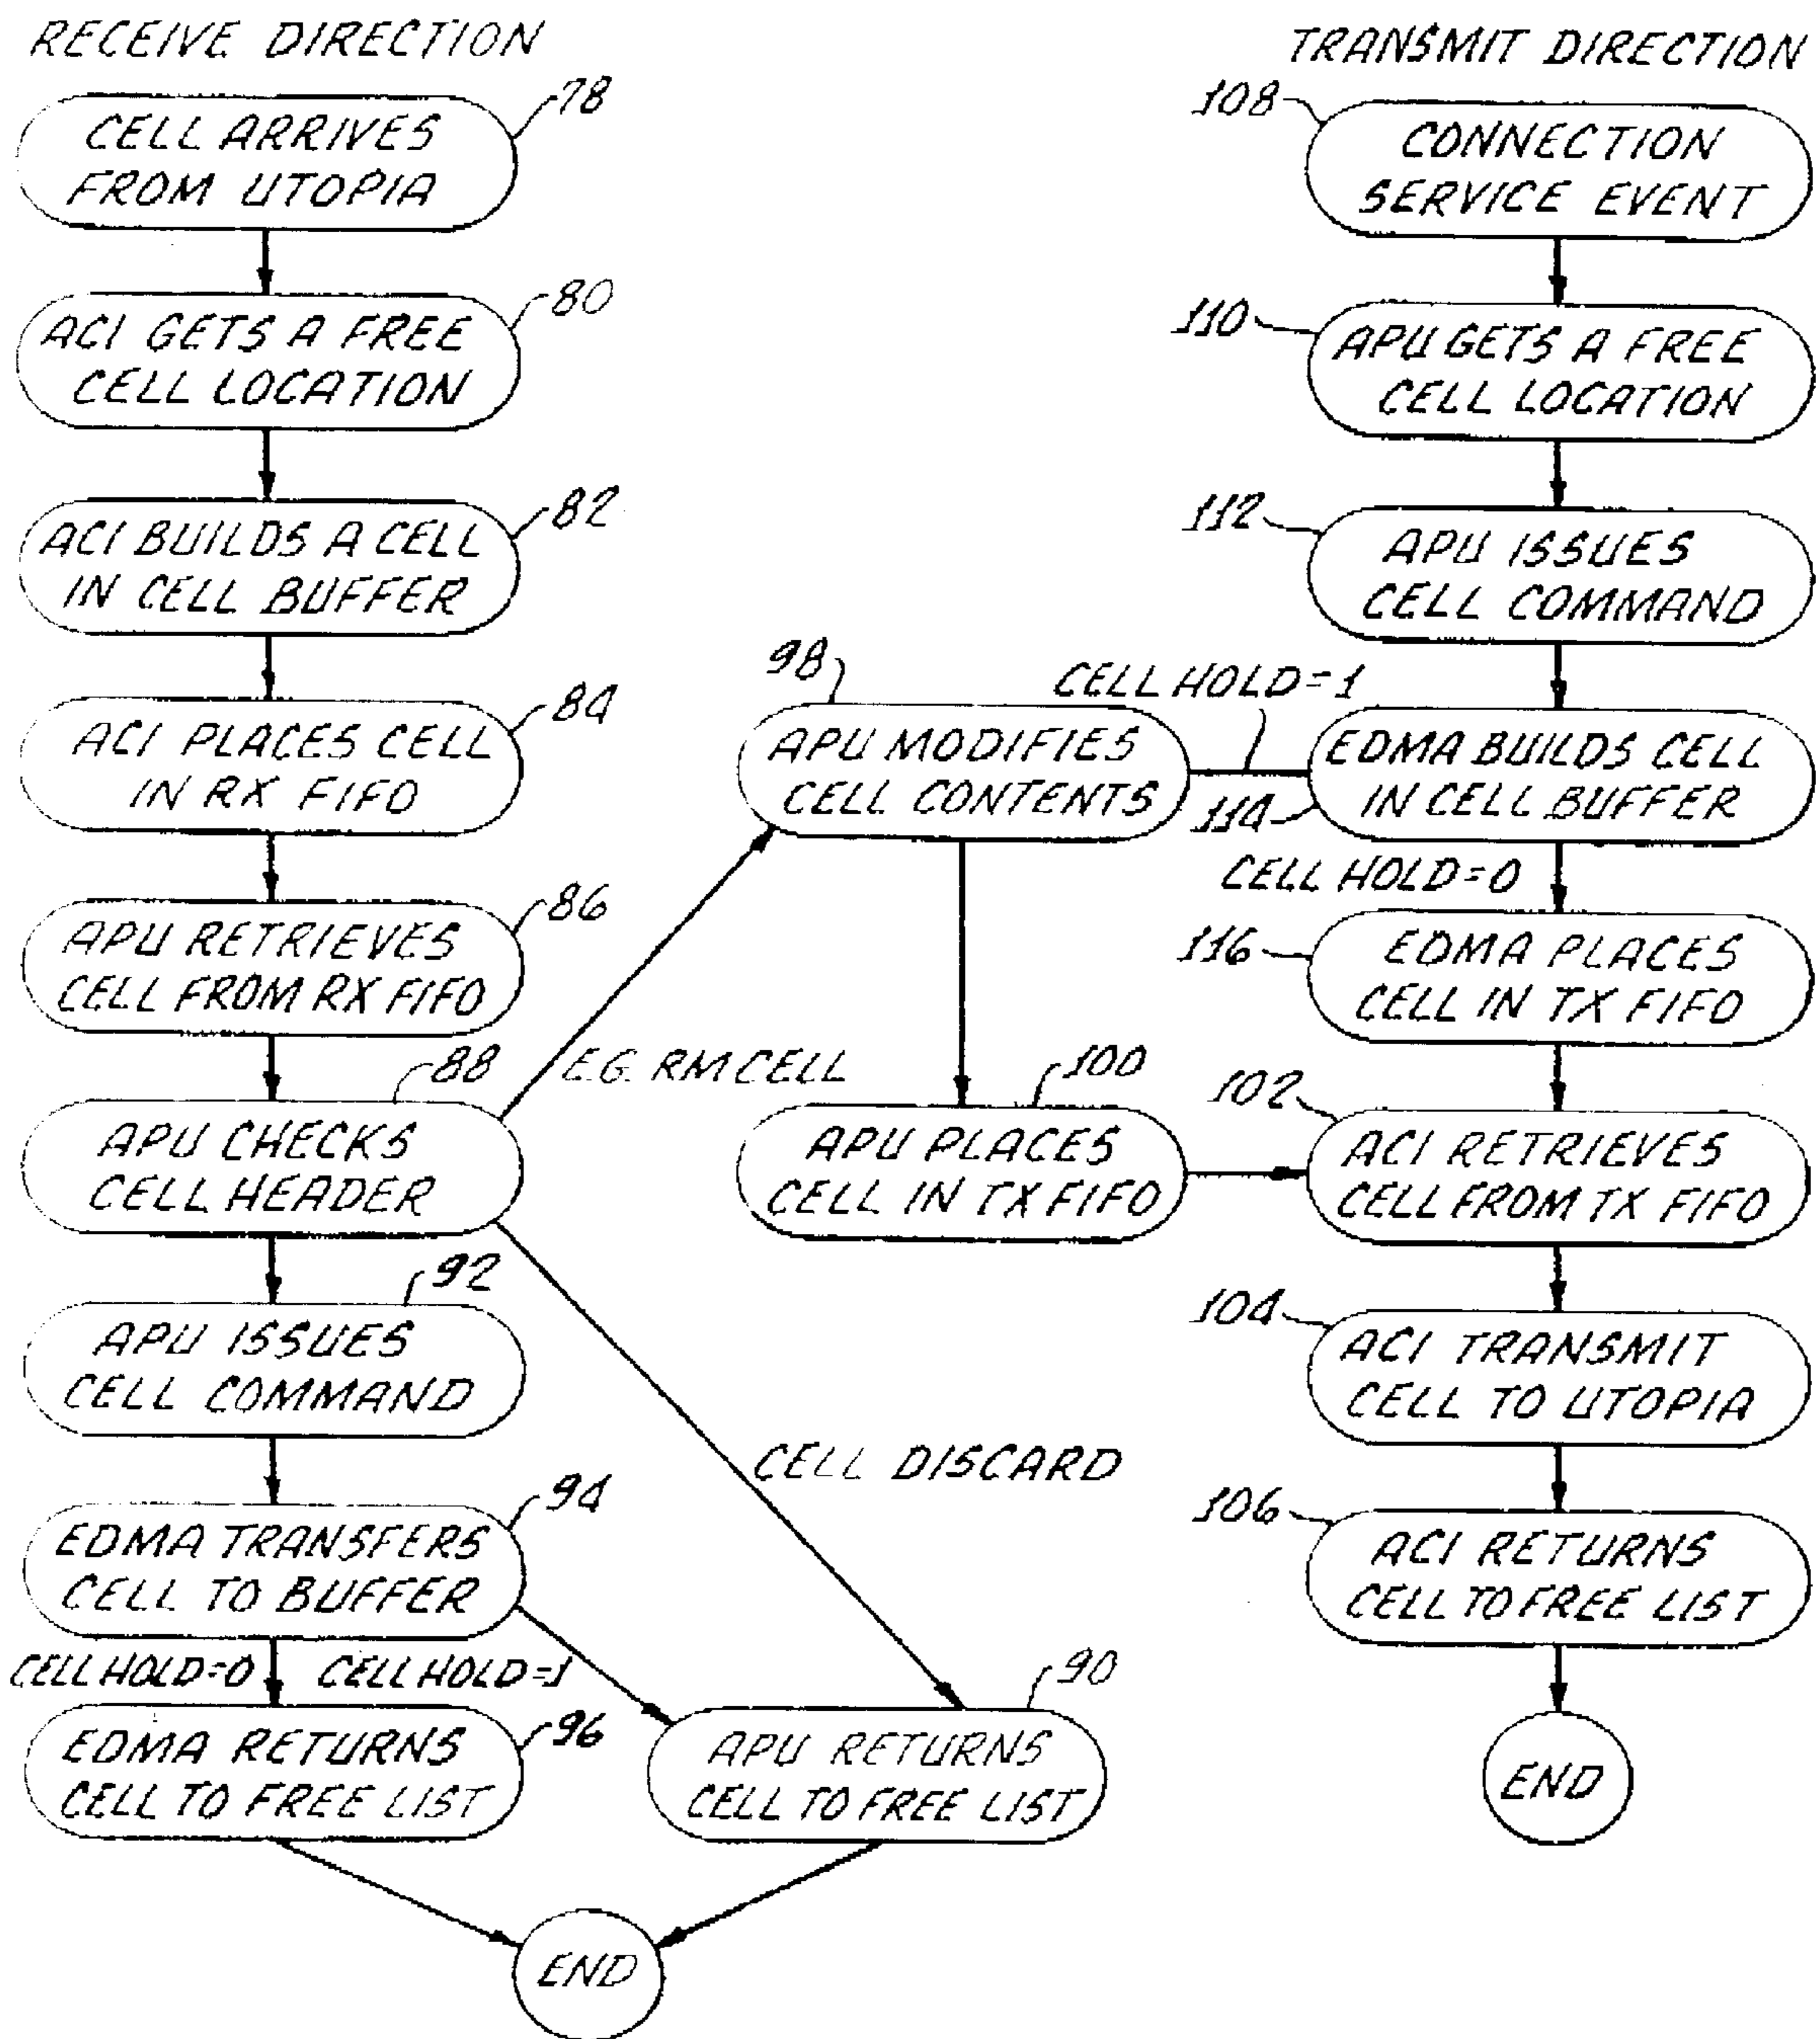 RECEIVE DIRECTION
78
CELL ARRIVES
FROM UTOPIA
80
ACI GETS A FREE
CELL LOCATION
82
ACI BUILDS A CELL
IN CELL BUFFER
84
ACI PLACES CELL
IN RX FIFO
86
APU RETRIEVES
CELL FROM RX FIFO
88
APU CHECKS
CELL HEADER
92
APU ISSUES
CELL COMMAND
94
EDMA TRANSFERS
CELL TO BUFFER
CELL HOLD=0
CELL HOLD=1
96
EDMA RETURNS
CELL TO FREE LIST
E.G. RM CELL
CELL DISCARD
90
APU RETURNS
CELL TO FREE LIST
END
98
APU MODIFIES
CELL CONTENTS
CELL HOLD=1
100
APU PLACES
CELL IN TX FIFO
TRANSMIT DIRECTION
108
CONNECTION
SERVICE EVENT
110
APU GETS A FREE
CELL LOCATION
112
APU ISSUES
CELL COMMAND
114
EDMA BUILDS CELL
IN CELL BUFFER
CELL HOLD=0
116
EDMA PLACES
CELL IN TX FIFO
102
ACI RETRIEVES
CELL FROM TX FIFO
104
ACI TRANSMIT
CELL TO UTOPIA
106
ACI RETURNS
CELL TO FREE LIST
END